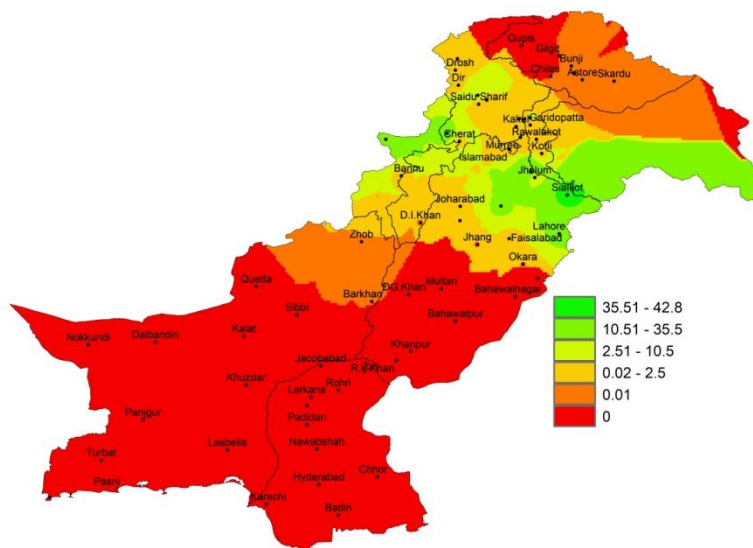 Gupis
Gilgit
Bunji
Drosh
Chilas
Astore
Skardu
Dir
Saidu Sharif
Kakul
Garidopatta
Cherat
Rawalakot
Murree
Islamabad
Kotli
Bannu
Jhelum
Sialkot
Joharabad
D.I.Khan
Lahore
Zhob
Jhang
Faisalabad
Okara
Quetta
DG.Khan
Multan
Barkhan
Bahawalnagar
Sibbi
Bahawalpur
Nokkundi
Dalbandin
Kalat
Khanpur
Jacobabad
R.Y.Khan
Khuzdar
Rohri
Larkana
Panjgur
Padidan
Turbat
Lasbella
Nawabshah
Pasni
Hyderabad
Chhor
Karachi
Badin
35.51 - 42.8
10.51 - 35.5
2.51 - 10.5
0.02 - 2.5
0.01
0